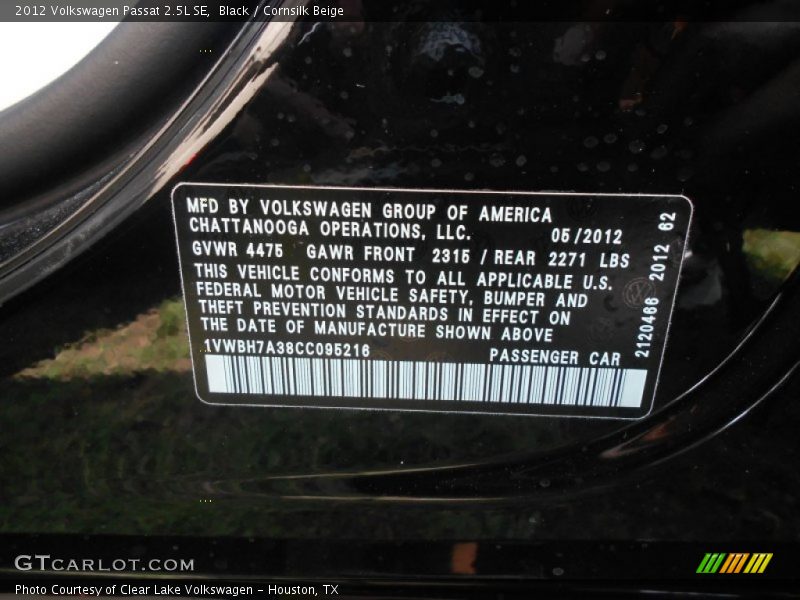 2012 Volkswagen Passat 2.5L SE,  Black / Cornsilk Beige
MFD BY VOLKSWAGEN GROUP OF AMERICA
CHATTANOOGA OPERATIONS, LLC. 05/2012
GVWR 4475 GAWR FRONT 2315 / REAR 2271 LBS
THIS VEHICLE CONFORMS TO ALL APPLICABLE U.S.
FEDERAL MOTOR VEHICLE SAFETY, BUMPER AND
THEFT PREVENTION STANDARDS IN EFFECT ON
THE DATE OF MANUFACTURE SHOWN ABOVE
1VWBH7A38CC095216 PASSENGER CAR
2120466 2012 62
GTCARLOT.COM
Photo Courtesy of Clear Lake Volkswagen - Houston, TX